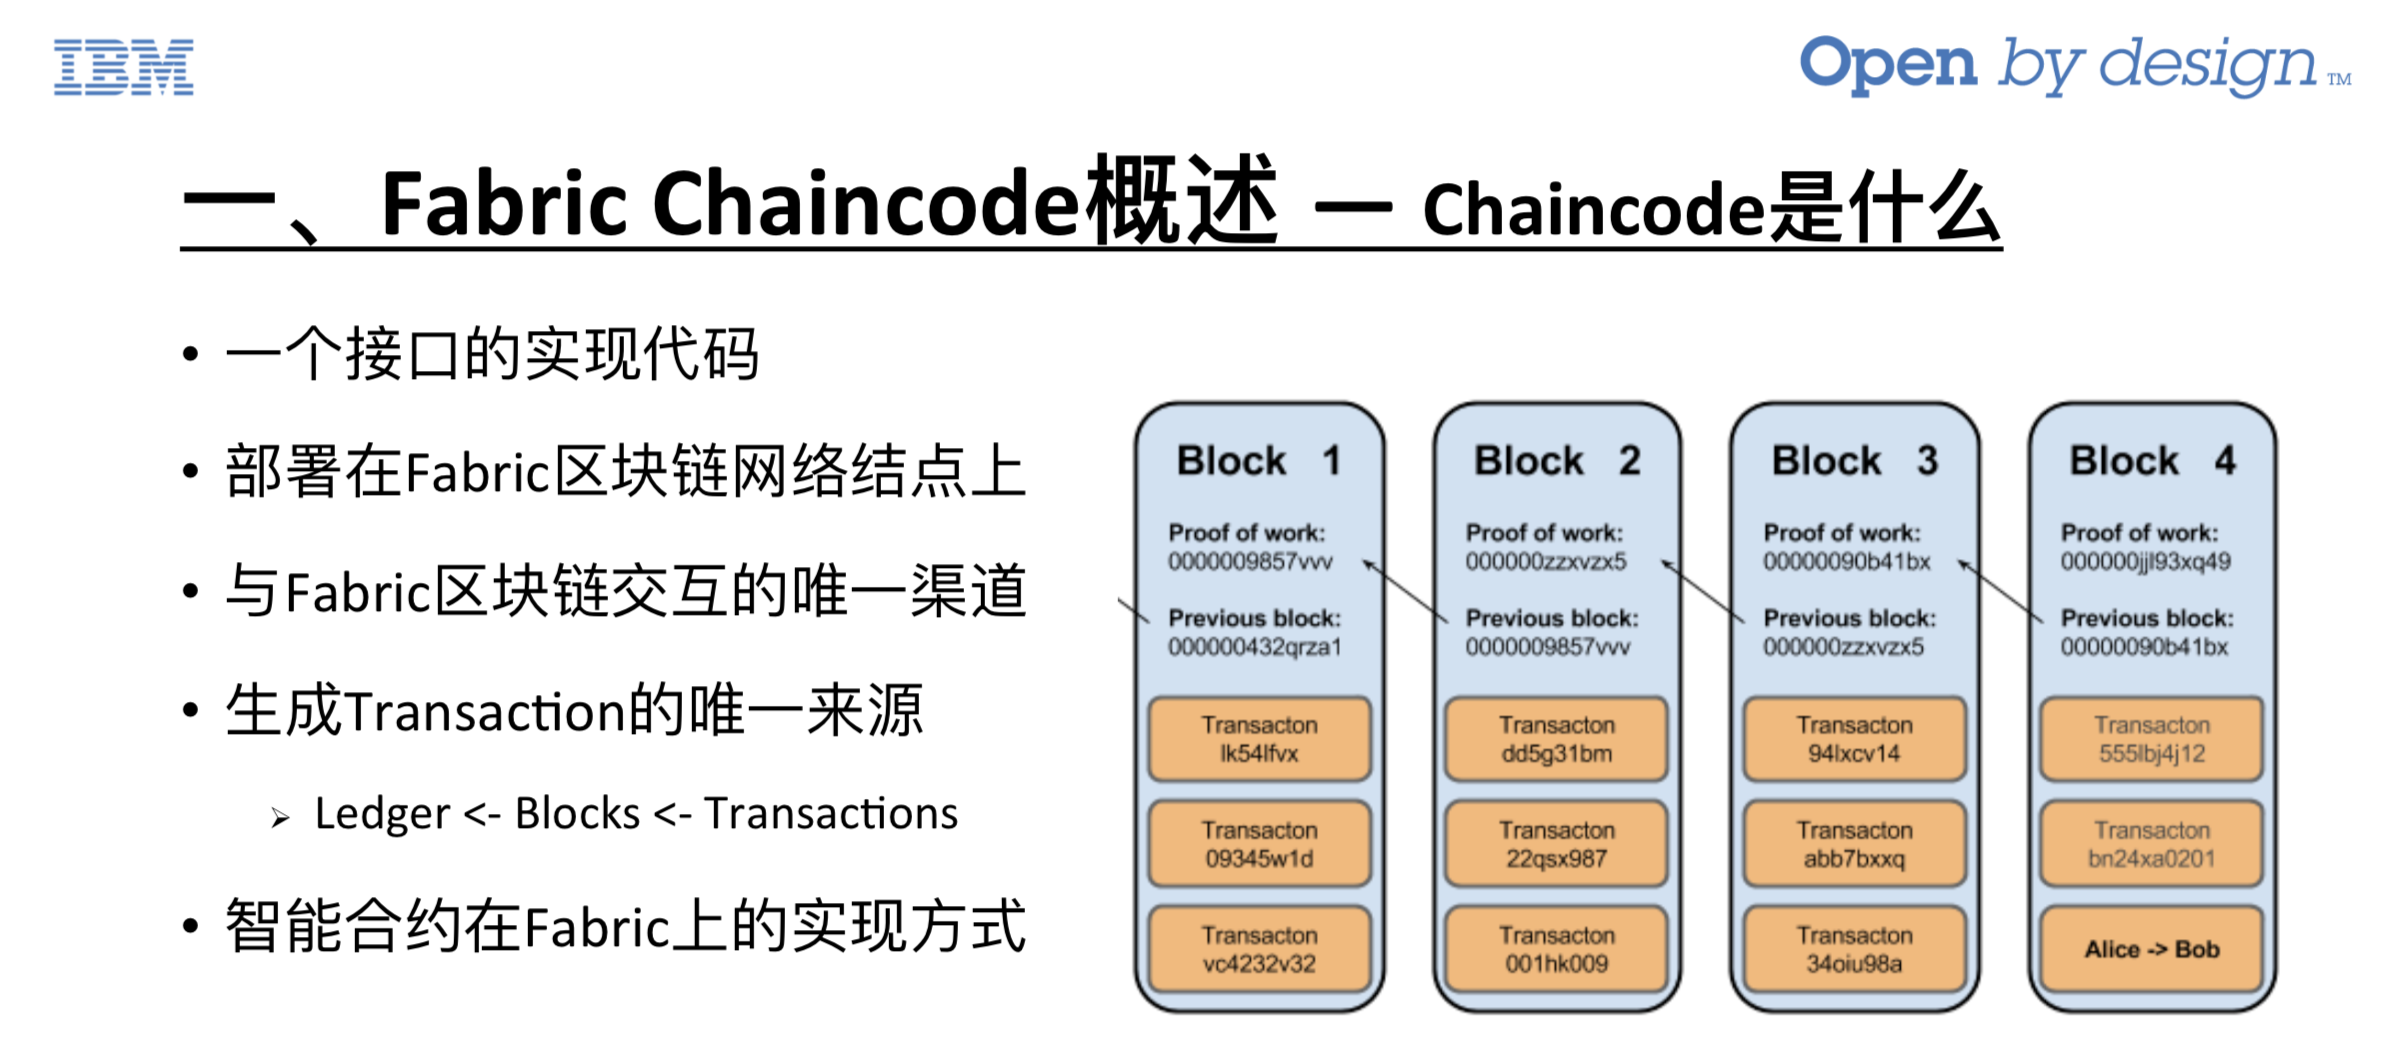 IBM
Open by design™
一、Fabric Chaincode概述 — Chaincode是什么
• 一个接口的实现代码
• 部署在Fabric区块链网络结点上
• 与Fabric区块链交互的唯一渠道
• 生成Transaction的唯一来源
➢ Ledger <- Blocks <- Transactions
• 智能合约在Fabric上的实现方式
Block 1
Proof of work:
0000009857vvv
Previous block:
000000432qrza1
Transacton
lk54lfvx
Transacton
09345w1d
Transacton
vc4232v32
Block 2
Proof of work:
000000zzxvzx5
Previous block:
0000009857vvv
Transacton
dd5g31bm
Transacton
22qsx987
Transacton
001hk009
Block 3
Proof of work:
00000090b41bx
Previous block:
000000zzxvzx5
Transacton
94lxcv14
Transacton
abb7bxxq
Transacton
34oiu98a
Block 4
Proof of work:
000000jjl93xq49
Previous block:
00000090b41bx
Transacton
555lbj4j12
Transacton
bn24xa0201
Alice -> Bob